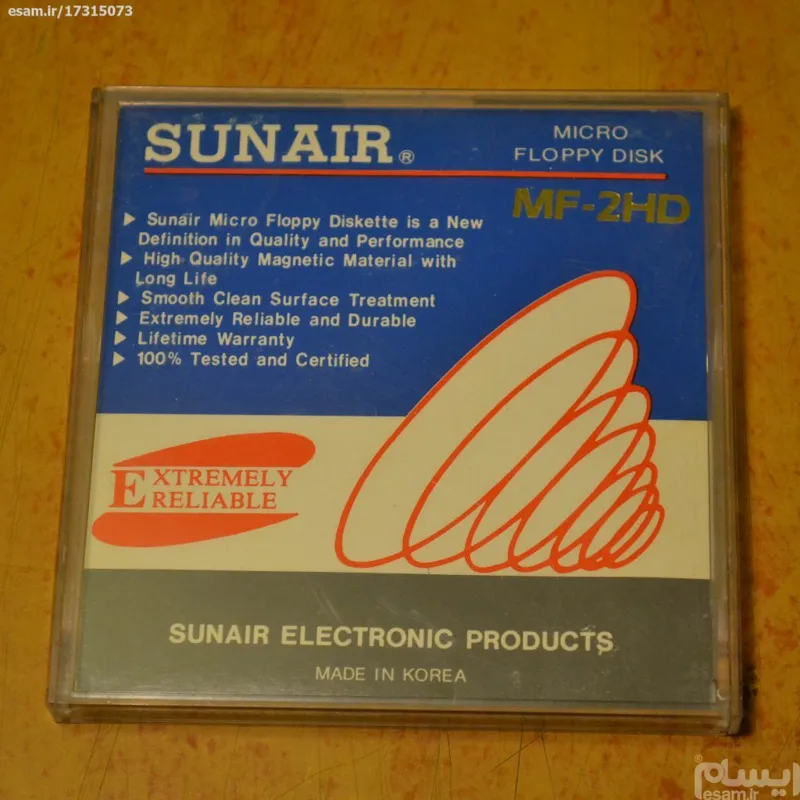 esam.ir/17315073
SUNAIR®
MICRO
FLOPPY DISK
MF-2HD
▶ Sunair Micro Floppy Diskette is a New
Definition in Quality and Performance
▶ High Quality Magnetic Material with
Long Life
▶ Smooth Clean Surface Treatment
▶ Extremely Reliable and Durable
▶ Lifetime Warranty
▶ 100% Tested and Certified
EXTREMELY
RELIABLE
SUNAIR ELECTRONIC PRODUCTS
MADE IN KOREA
ایسام
esam.ir